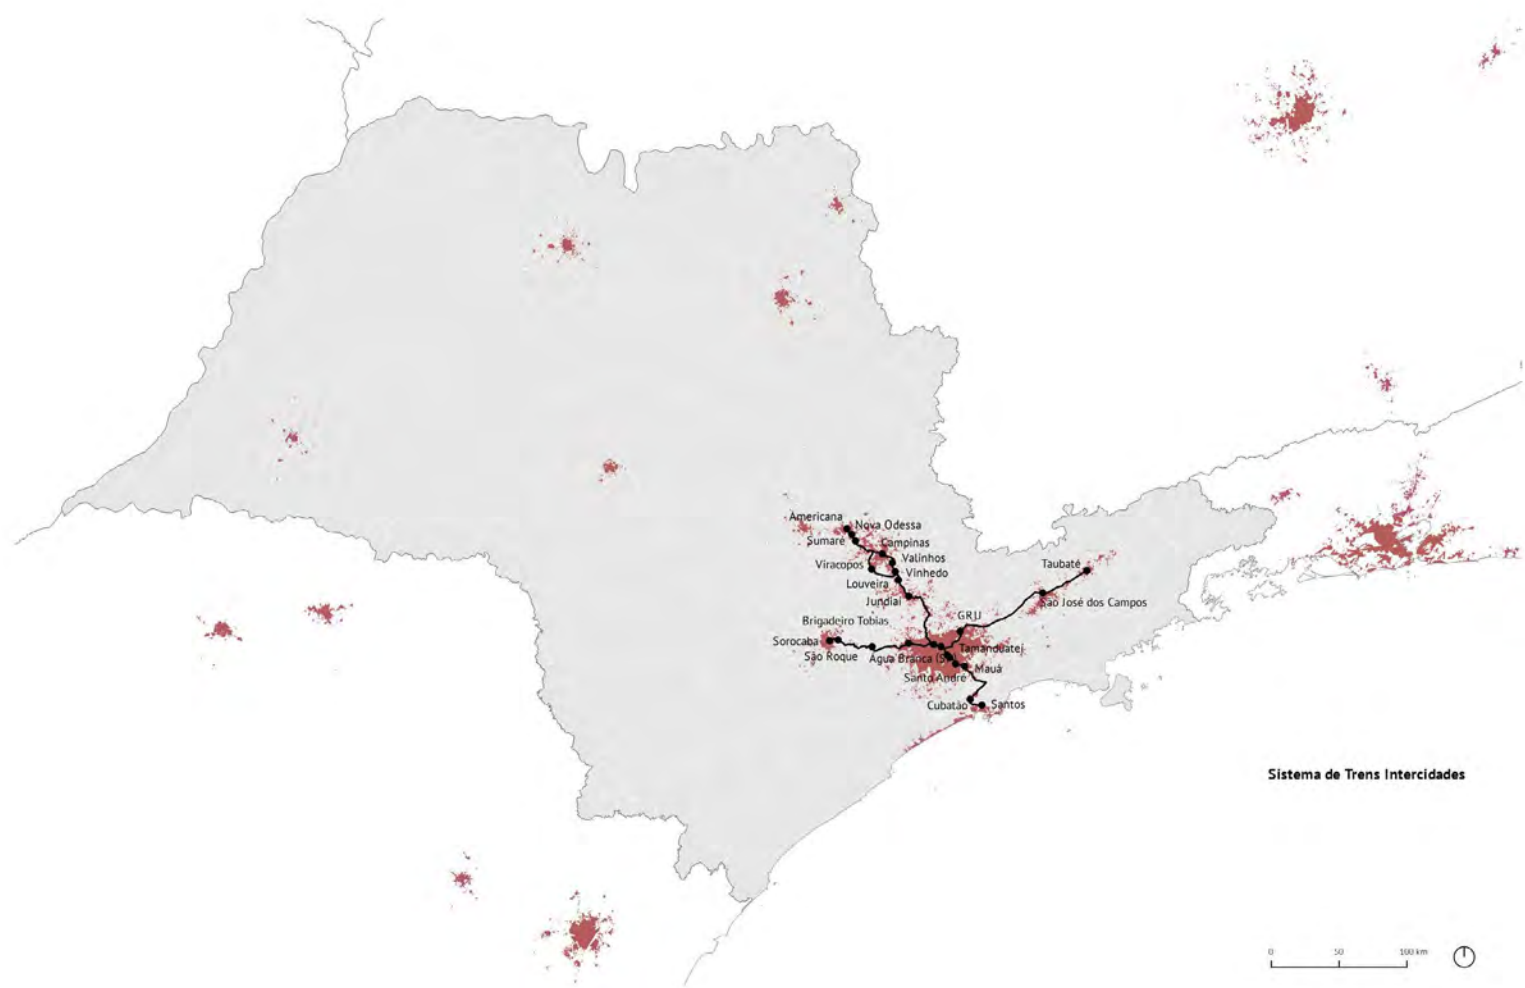 Americana
Nova Odessa
Sumaré
Campinas
Valinhos
Viracopos
Vinhedo
Louveira
Taubaté
Jundiaí
São José dos Campos
GRU
Brigadeiro Tobias
Sorocaba
Tamanduateí
São Roque
Água Branca
Mauá
Santo André
Cubatão
Santos
Sistema de Trens Intercidades
0 50 100 km